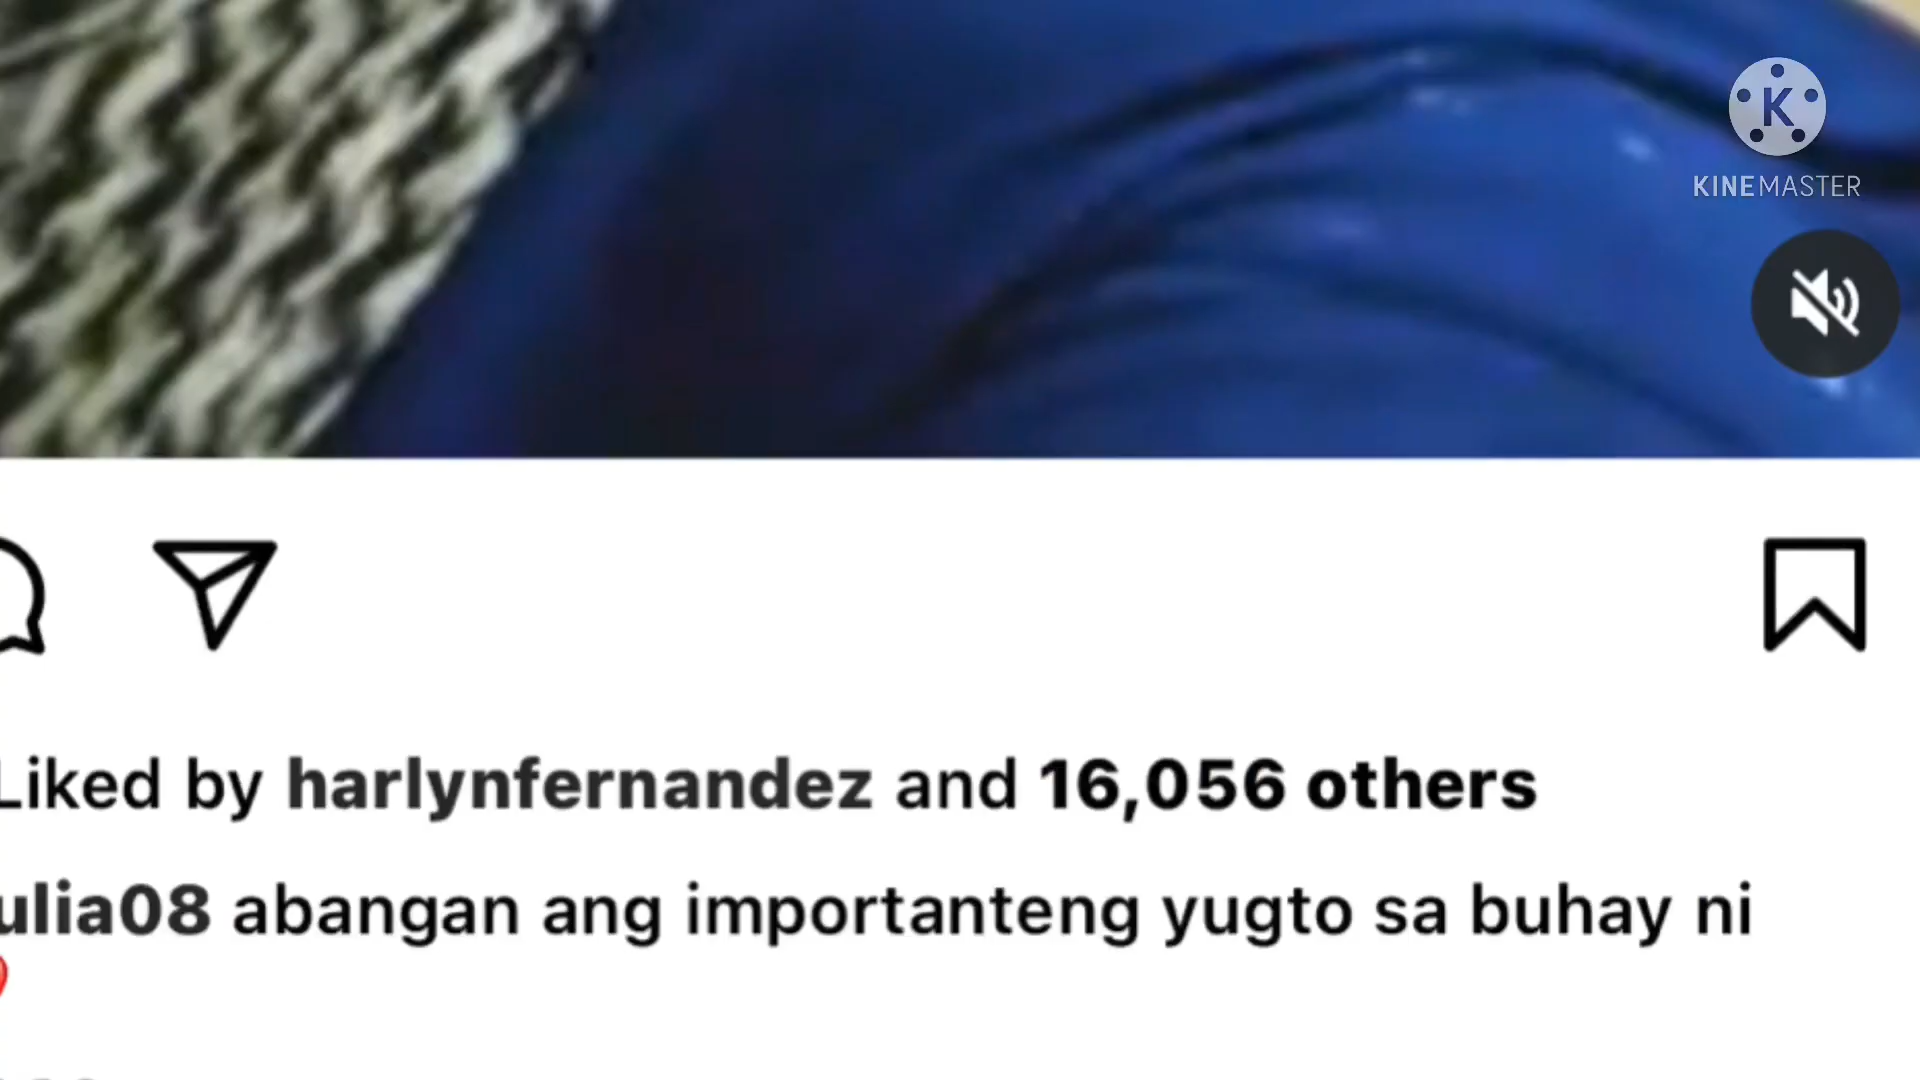 K
KINEMASTER
Liked by harlynfernandez and 16,056 others
ulia08 abangan ang importanteng yugto sa buhay ni